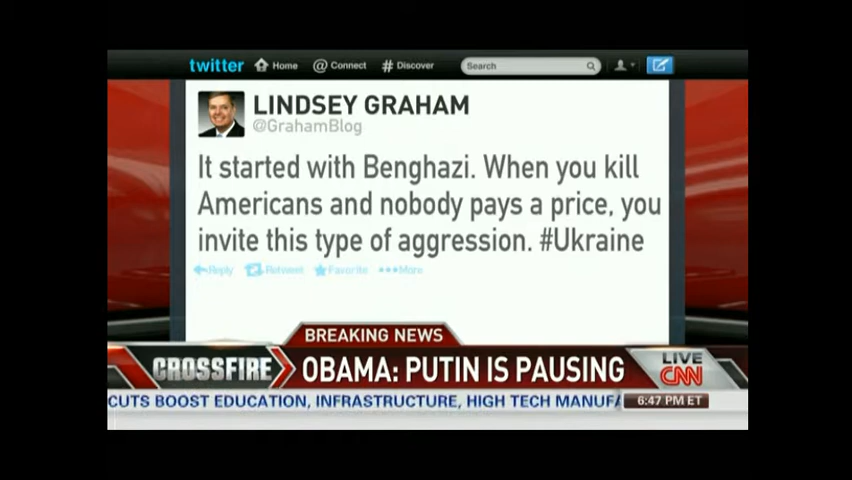 twitter Home @ Connect # Discover Search
LINDSEY GRAHAM
@GrahamBlog
It started with Benghazi. When you kill
Americans and nobody pays a price, you
invite this type of aggression. #Ukraine
Reply Retweet Favorite More
BREAKING NEWS
CROSSFIRE OBAMA: PUTIN IS PAUSING LIVE
CNN
CUTS BOOST EDUCATION, INFRASTRUCTURE, HIGH TECH MANUFA 6:47 PM ET